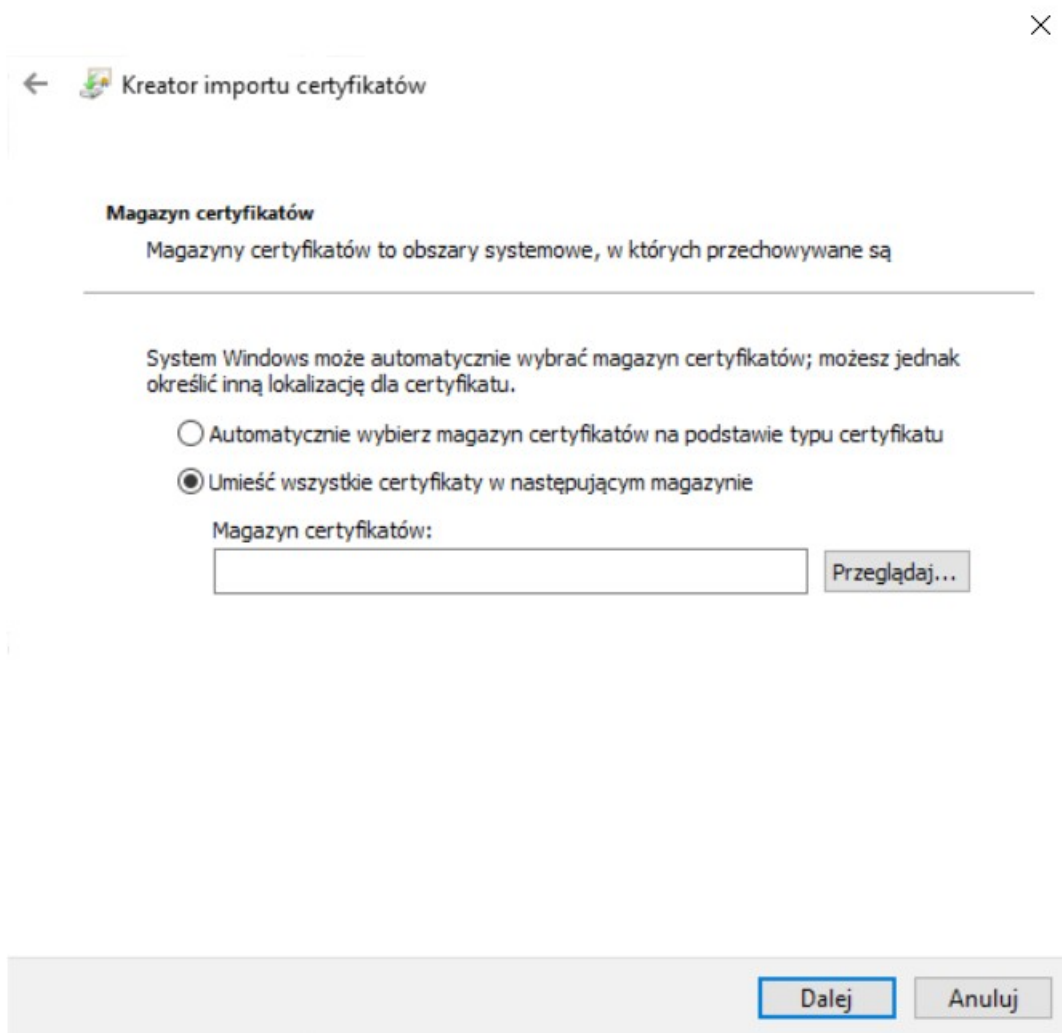 Kreator importu certyfikatów
Magazyn certyfikatów
Magazyny certyfikatów to obszary systemowe, w których przechowywane są
System Windows może automatycznie wybrać magazyn certyfikatów; możesz jednak
określić inną lokalizację dla certyfikatu.
Automatycznie wybierz magazyn certyfikatów na podstawie typu certyfikatu
Umieść wszystkie certyfikaty w następującym magazynie
Magazyn certyfikatów:
Przeglądaj...
Dalej
Anuluj